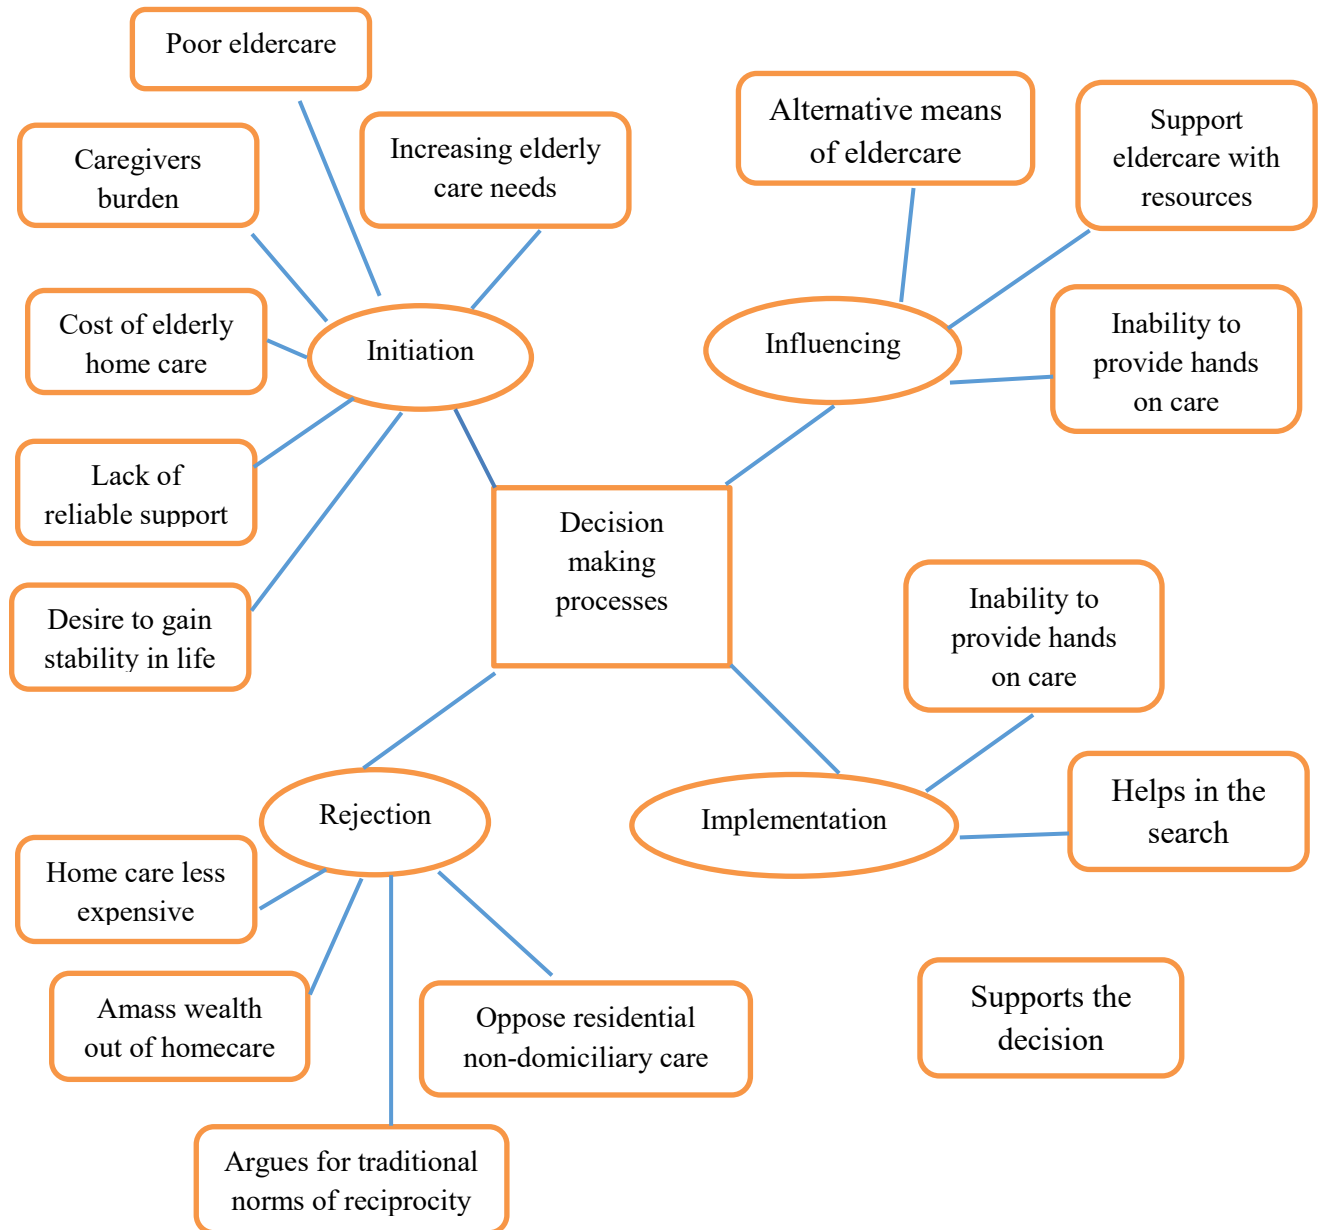 Poor eldercare
Caregivers
burden
Increasing elderly
care needs
Cost of elderly
home care
Initiation
Lack of
reliable support
Desire to gain
stability in life
Alternative means
of eldercare
Support
eldercare with
resources
Influencing
Inability to
provide hands
on care
Decision
making
processes
Inability to
provide hands
on care
Implementation
Helps in the
search
Supports the
decision
Rejection
Home care less
expensive
Amass wealth
out of homecare
Oppose residential
non-domiciliary care
Argues for traditional
norms of reciprocity